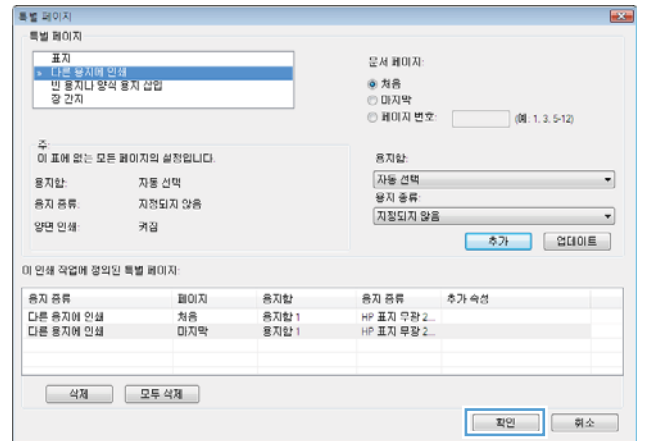 특별 페이지
특별 페이지
표지
» 다른 용지에 인쇄
빈 용지나 양식 용지 삽입
장 간지
문서 페이지:
처음
마지막
페이지 번호: (예: 1, 3, 5-12)
주:
이 표에 없는 모든 페이지의 설정입니다.
용지함: 자동 선택
용지 종류: 지정되지 않음
양면 인쇄: 켜짐
용지함:
자동 선택
용지 종류:
지정되지 않음
추가 업데이트
이 인쇄 작업에 정의된 특별 페이지:
용지 종류 페이지 용지함 용지 종류 추가 속성
다른 용지에 인쇄 처음 용지함 1 HP 표지 무광 2...
다른 용지에 인쇄 마지막 용지함 1 HP 표지 무광 2...
삭제 모두 삭제
확인 취소